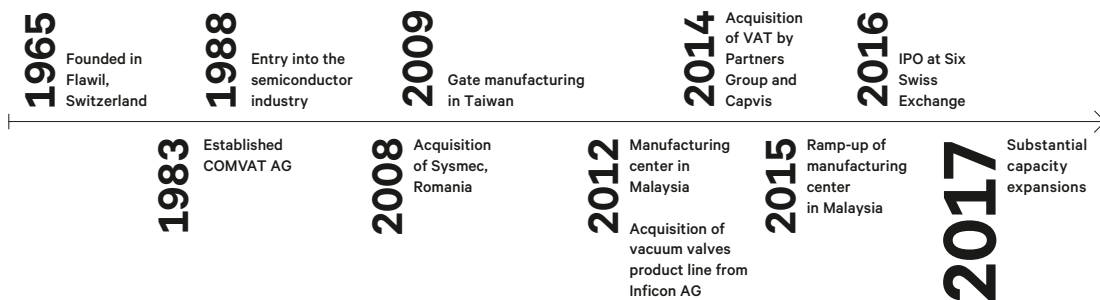 1965
Founded in
Flawil,
Switzerland
1988
Entry into the
semiconductor
industry
2009
Gate manufacturing
in Taiwan
2014
Acquisition
of VAT by
Partners
Group and
Capvis
2016
IPO at Six
Swiss
Exchange
1983
Established
COMVAT AG
2008
Acquisition
of Sysmec,
Romania
2012
Manufacturing
center in
Malaysia
Acquisition of
vacuum valves
product line from
Inficon AG
2015
Ramp-up of
manufacturing
center
in Malaysia
2017
Substantial
capacity
expansions